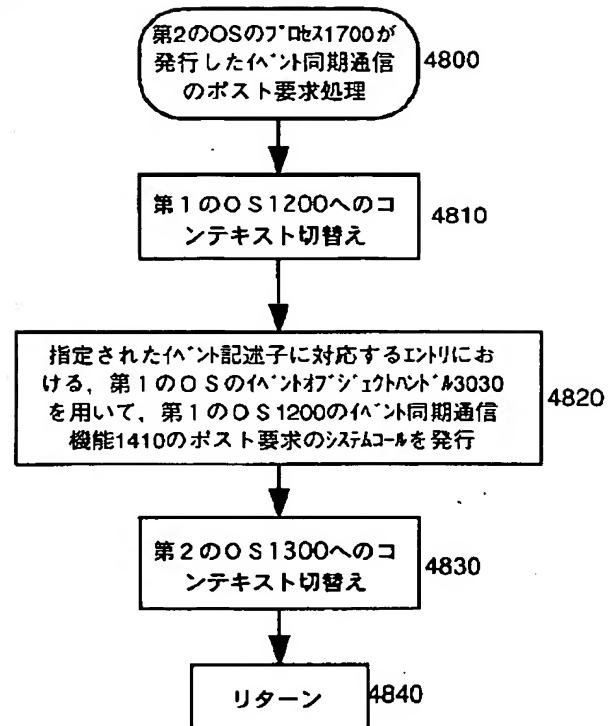 第2のOSのプロセス1700が
発行したイベント同期通信
のポスト要求処理
4800
第1のOS1200へのコ
ンテキスト切替え
4810
指定されたイベント記述子に対応するエントリにお
ける，第1のOSのイベントオブジェクトハンドル3030
を用いて，第1のOS1200のイベント同期通信
機能1410のポスト要求のシステムコールを発行
4820
第2のOS1300へのコ
ンテキスト切替え
4830
リターン
4840